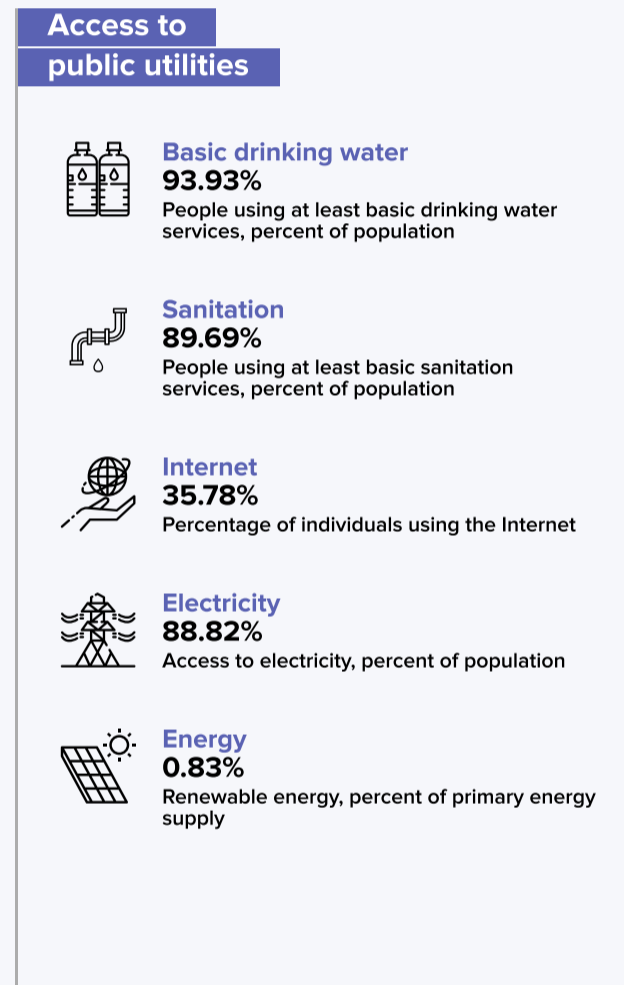 Access to
public utilities
Basic drinking water
93.93%
People using at least basic drinking water
services, percent of population
Sanitation
89.69%
People using at least basic sanitation
services, percent of population
Internet
35.78%
Percentage of individuals using the Internet
Electricity
88.82%
Access to electricity, percent of population
Energy
0.83%
Renewable energy, percent of primary energy
supply